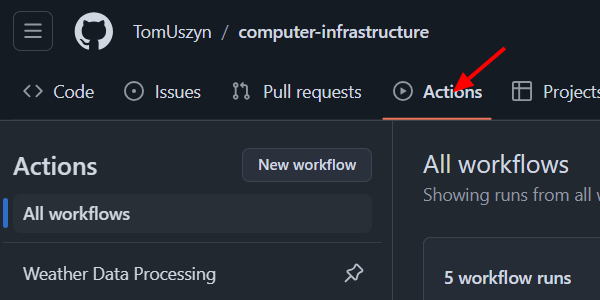 TomUszyn / computer-infrastructure
Code Issues Pull requests Actions Projects
Actions New workflow All workflows
Showing runs from all
All workflows
Weather Data Processing
5 workflow runs